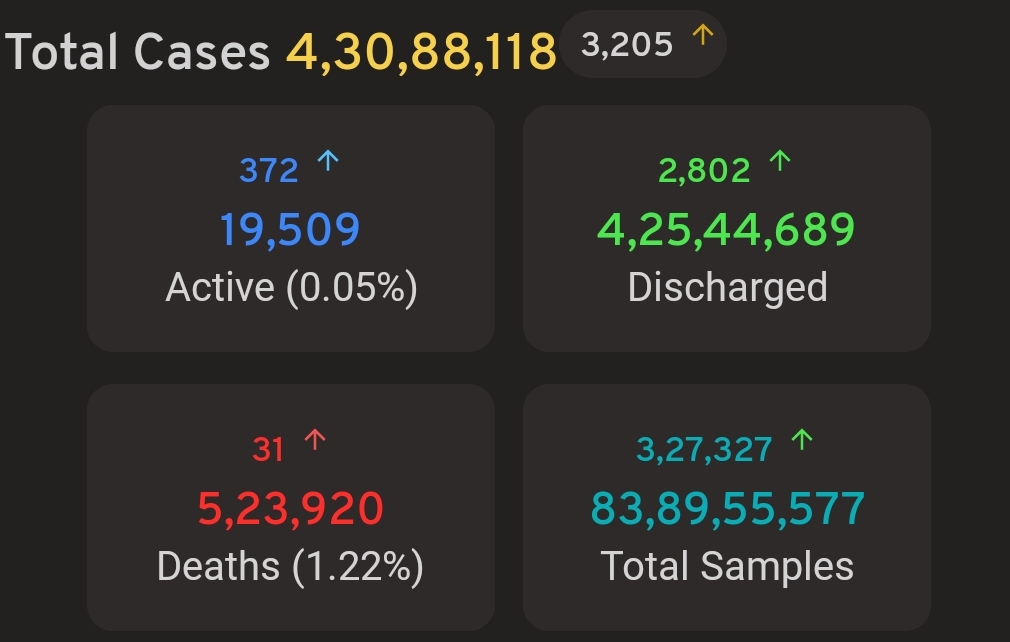 Total Cases 4,30,88,118 3,205 ↑
372 ↑
19,509
Active (0.05%)
2,802 ↑
4,25,44,689
Discharged
31 ↑
5,23,920
Deaths (1.22%)
3,27,327 ↑
83,89,55,577
Total Samples